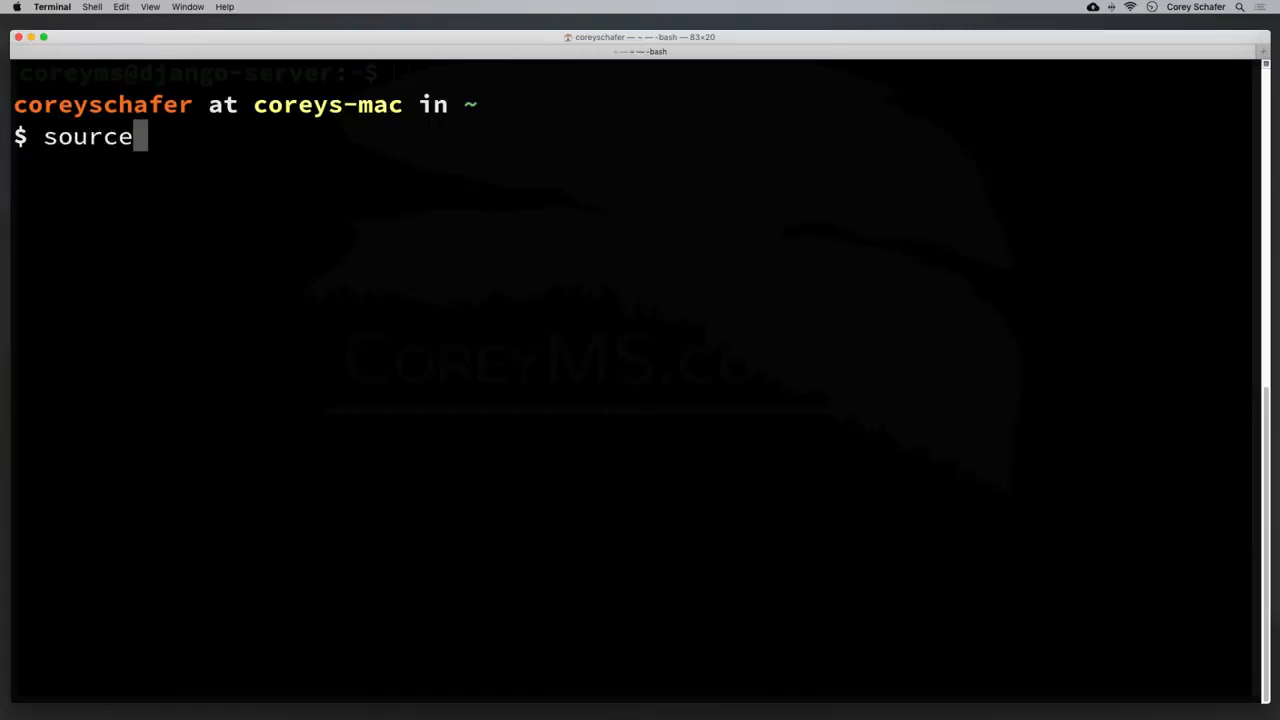 Terminal Shell Edit View Window Help Corey Schafer
coreyschafer — ~ — -bash — 83×20
~ — -bash
coreyms@django-server:~$
coreyschafer at coreys-mac in ~
$ source
CoreyMS.co